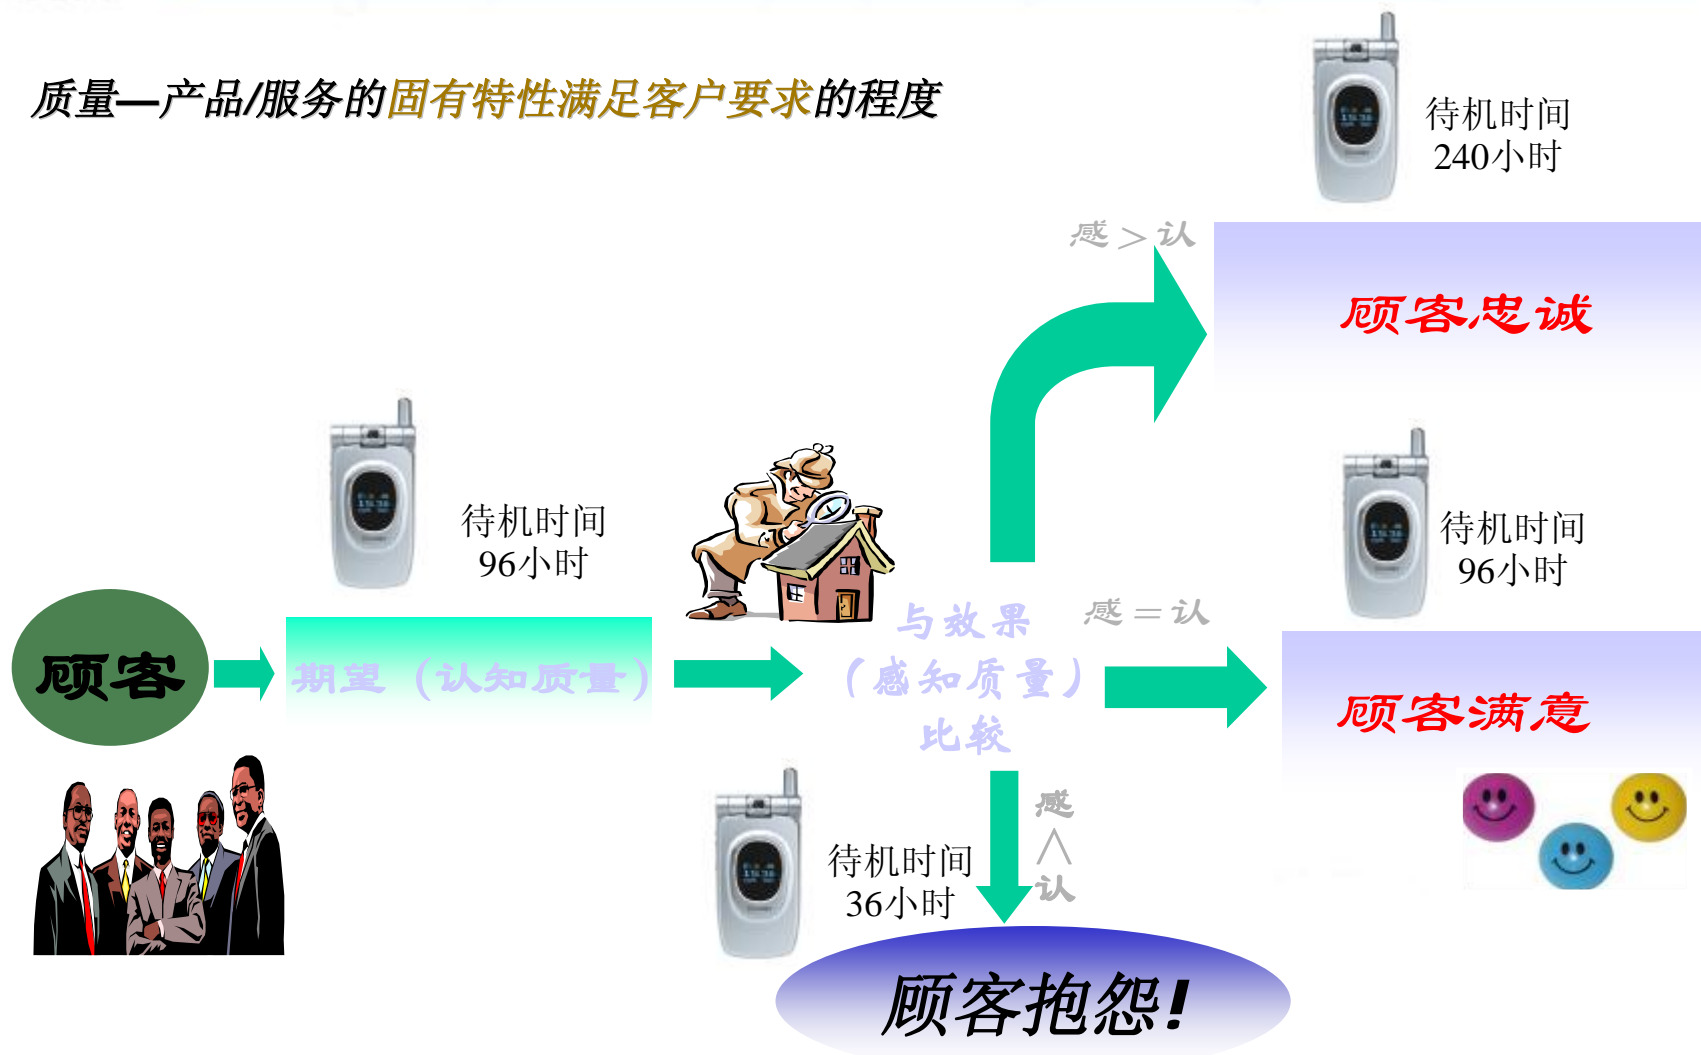 质量—产品/服务的固有特性满足客户要求的程度
待机时间
240小时
感>认
顾客忠诚
待机时间
96小时
待机时间
96小时
顾客
期望（认知质量）
与效果
（感知质量）
比较
感=认
顾客满意
待机时间
36小时
感
<
认
顾客抱怨!